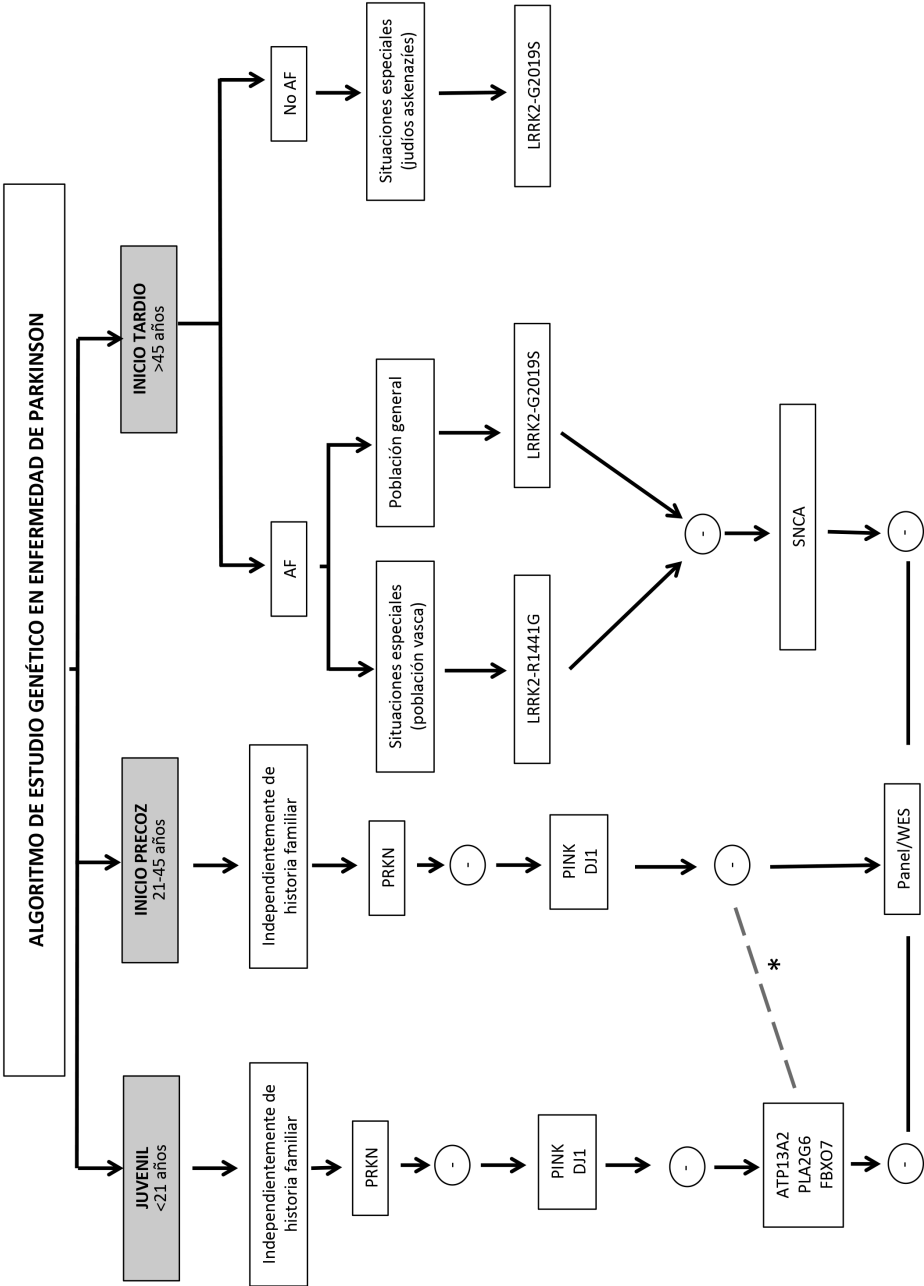 ALGORITMO DE ESTUDIO GENÉTICO EN ENFERMEDAD DE PARKINSON
JUVENIL
<21 años
Independientemente de
historia familiar
PRKN
-
PINK
DJ1
-
ATP13A2
PLA2G6
FBXO7
-
INICIO PRECOZ
21-45 años
Independientemente de
historia familiar
PRKN
-
PINK
DJ1
-
*
Panel/WES
INICIO TARDIO
>45 años
AF
Situaciones especiales
(población vasca)
LRRK2-R1441G
Población general
LRRK2-G2019S
-
SNCA
-
No AF
Situaciones especiales
(judíos askenazíes)
LRRK2-G2019S